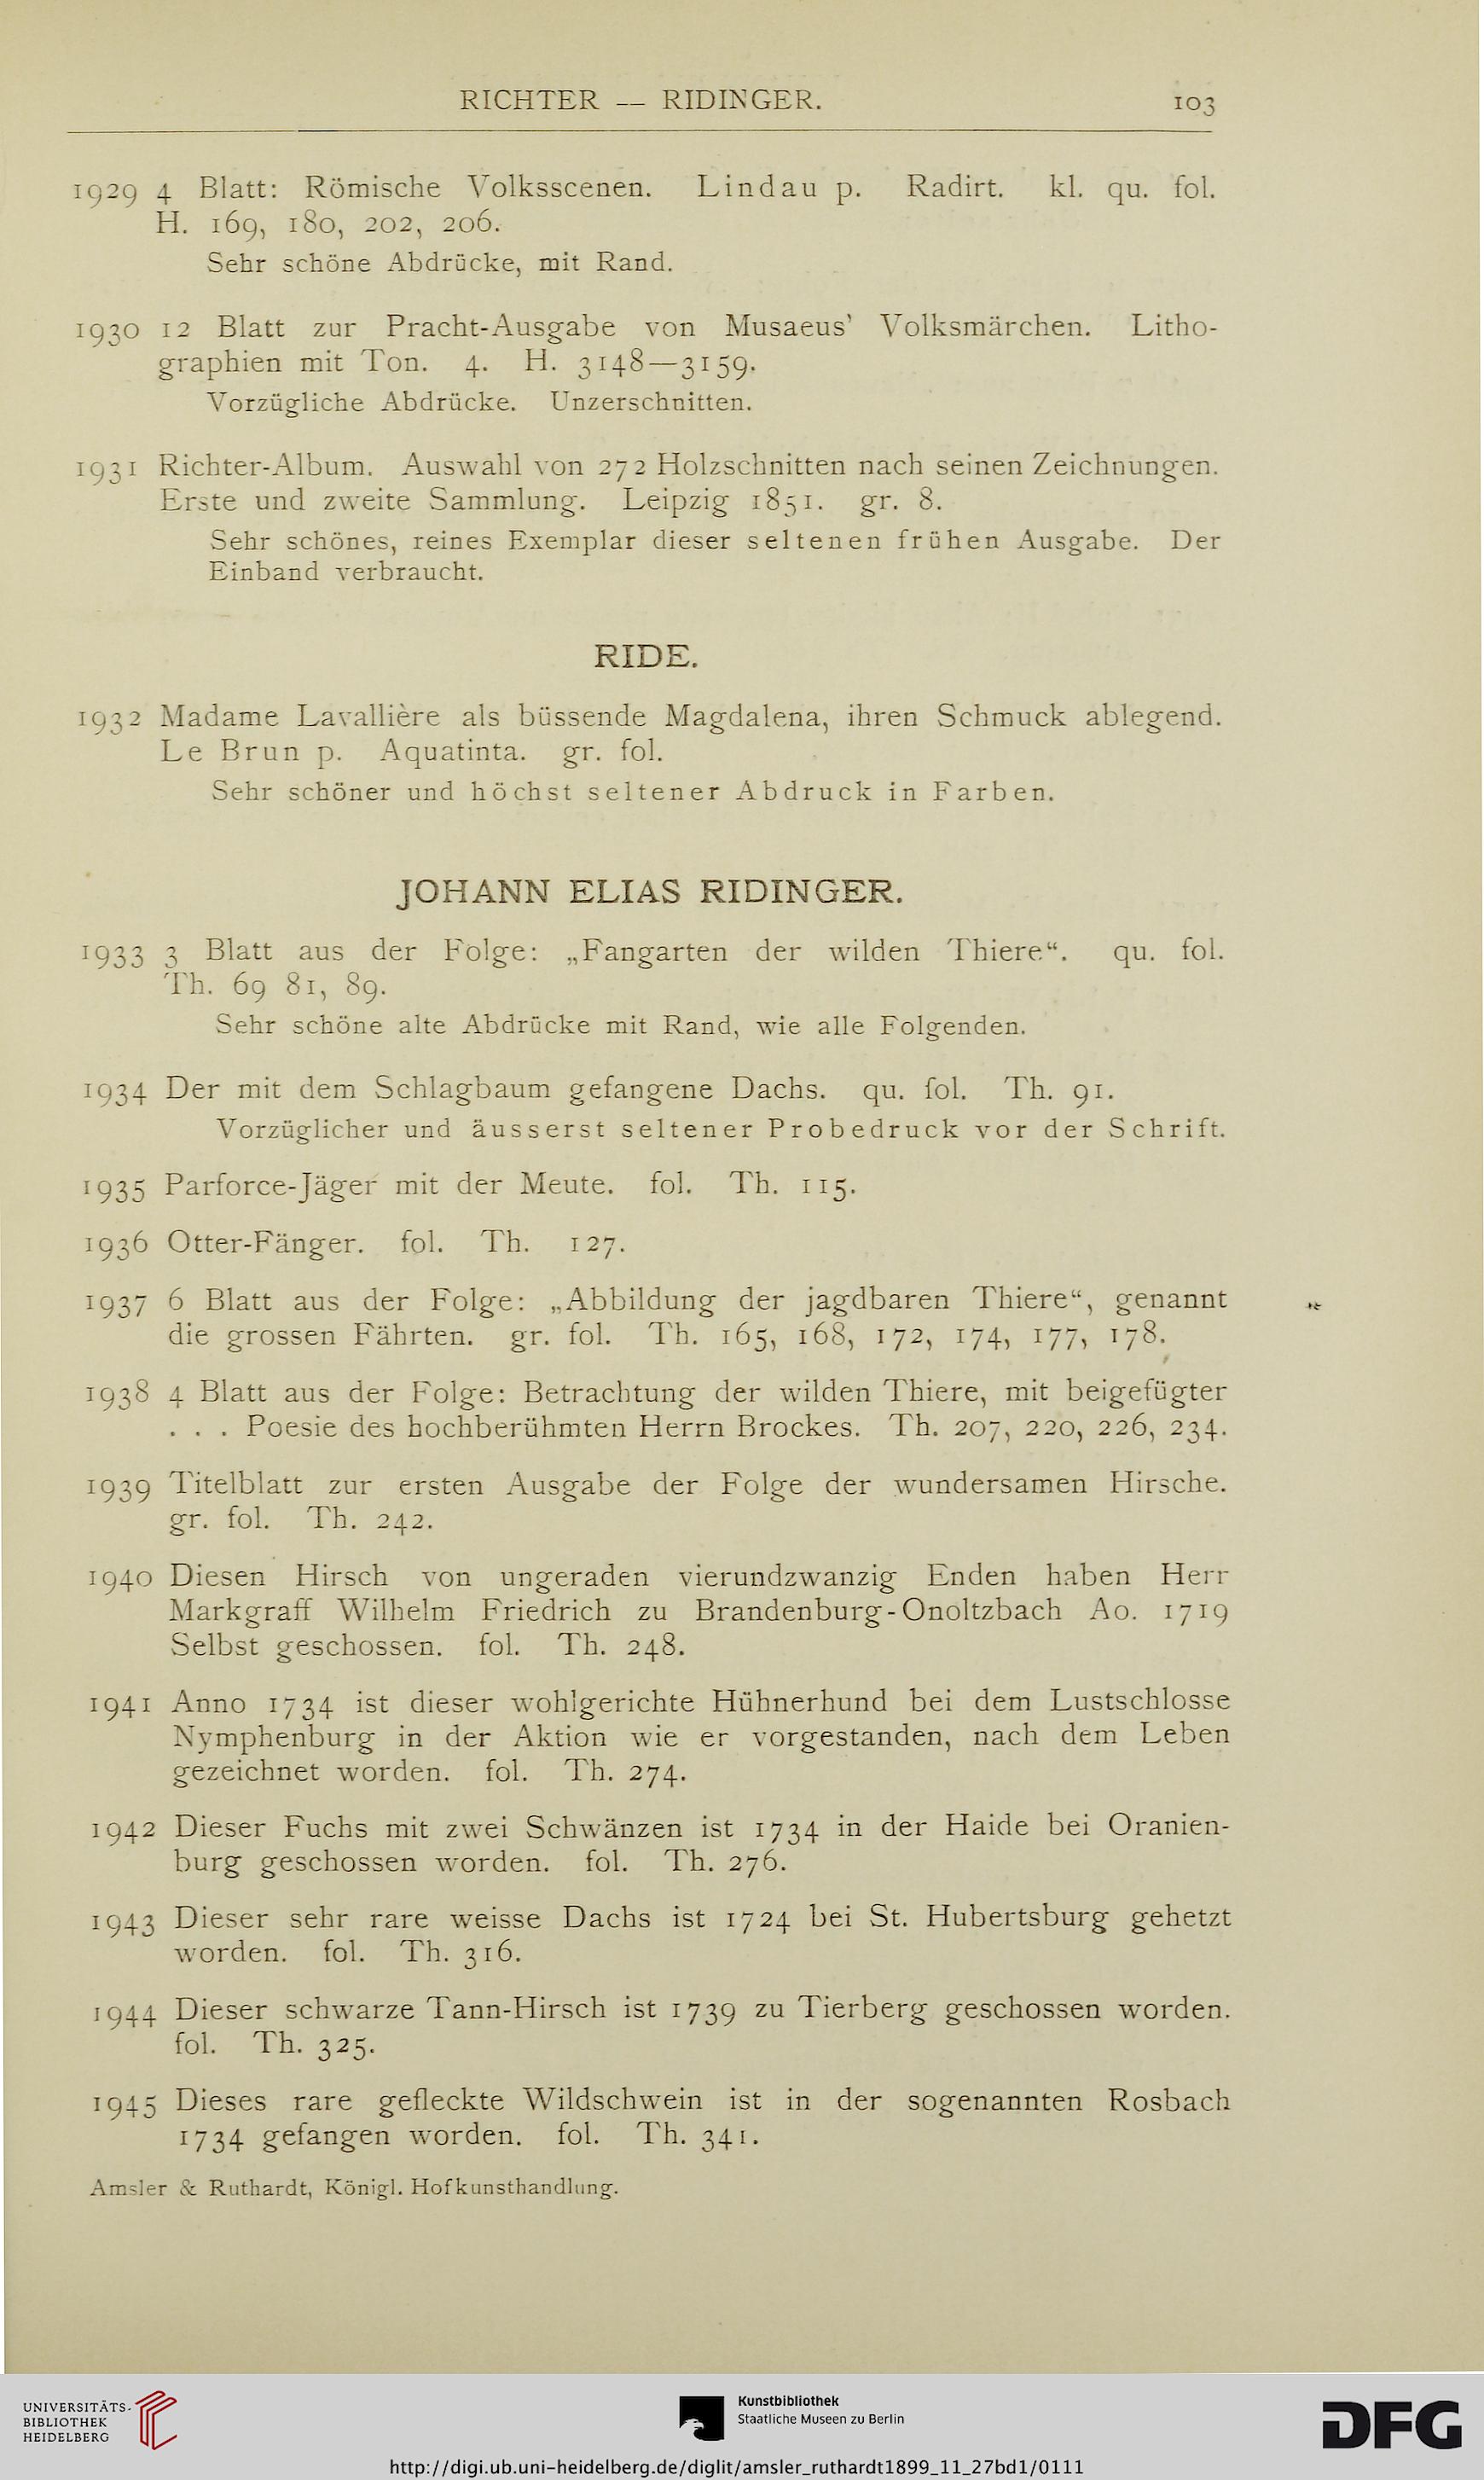 RICHTER — RIDINGER. 103
1929 4 Blatt: Römische Volksscenen. Lindau p. Radirt. kl. qu. fol.
H. 169, 180, 202, 206.
Sehr schöne Abdrücke, mit Rand.
1930 12 Blatt zur Pracht-Ausgabe von Musaeus' Volksmärchen. Litho-
graphien mit Ton. 4. H. 3148—3159.
Vorzügliche Abdrücke. Unzerschnitten.
1931 Richter-Album. Auswahl von 272 Holzschnitten nach seinen Zeichnungen.
Erste und zweite Sammlung. Leipzig 1851. gr. 8.
Sehr schönes, reines Exemplar dieser seltenen frühen Ausgabe. Der
Einband verbraucht.
RIDE.
1932 Madame Lavallière als büssende Magdalena, ihren Schmuck ablegend.
Le Brun p. Aquatinta. gr. fol.
Sehr schöner und höchst seltener Abdruck in Farben.
JOHANN ELIAS RIDINGER.
1933 3 Blatt aus der Folge: „Fangarten der wilden Thiere“. qu. fol.
Th. 69 81, 89.
Sehr schöne alte Abdrücke mit Rand, wie alle Folgenden.
1934 Der mit dem Schlagbaum gefangene Dachs. qu. fol. Th. 91.
Vorzüglicher und äusserst seltener Probedruck vor der Schrift.
1935 Parforce-Jäger mit der Meute. fol. Th. 115.
1936 Otter-Fänger. fol. Th. 127.
1937 6 Blatt aus der Folge: „Abbildung der jagdbaren Thiere“, genannt
die grossen Fährten. gr. fol. Th. 165, 168, 172, 174, 177, 178.
1938 4 Blatt aus der Folge: Betrachtung der wilden Thiere, mit beigefügter
. . . Poesie des hochberühmten Herrn Brockes. Th. 207, 220, 226, 234.
1939 Titelblatt zur ersten Ausgabe der Folge der wundersamen Hirsche.
gr. fol. Th. 242.
1940 Diesen Hirsch von ungeraden vierundzwanzig Enden haben Herr
Markgraff Wilhelm Friedrich zu Brandenburg-Onoltzbach Ao. 1719
Selbst geschossen. fol. Th. 248.
1941 Anno 1734 ist dieser wohlgerichte Hühnerhund bei dem Lustschlosse
Nymphenburg in der Aktion wie er vorgestanden, nach dem Leben
gezeichnet worden. fol. Th. 274.
1942 Dieser Fuchs mit zwei Schwänzen ist 1734 in der Haide bei Oranien-
burg geschossen worden. fol. Th. 276.
1943 Dieser sehr rare weisse Dachs ist 1724 bei St. Hubertsburg gehetzt
worden. fol. Th. 316.
1944 Dieser schwarze Tann-Hirsch ist 1739 zu Tierberg geschossen worden.
fol. Th. 325.
1945 Dieses rare gefleckte Wildschwein ist in der sogenannten Rosbach
1734 gefangen worden. fol. Th. 341.
Amsler & Ruthardt, Königl. Hofkunsthandlung.
UNIVERSITÄTS-
BIBLIOTHEK
HEIDELBERG
Kunstbibliothek
Staatliche Museen zu Berlin
DFG
http://digi.ub.uni-heidelberg.de/diglit/amsler_ruthardt1899_11_27bd1/0111